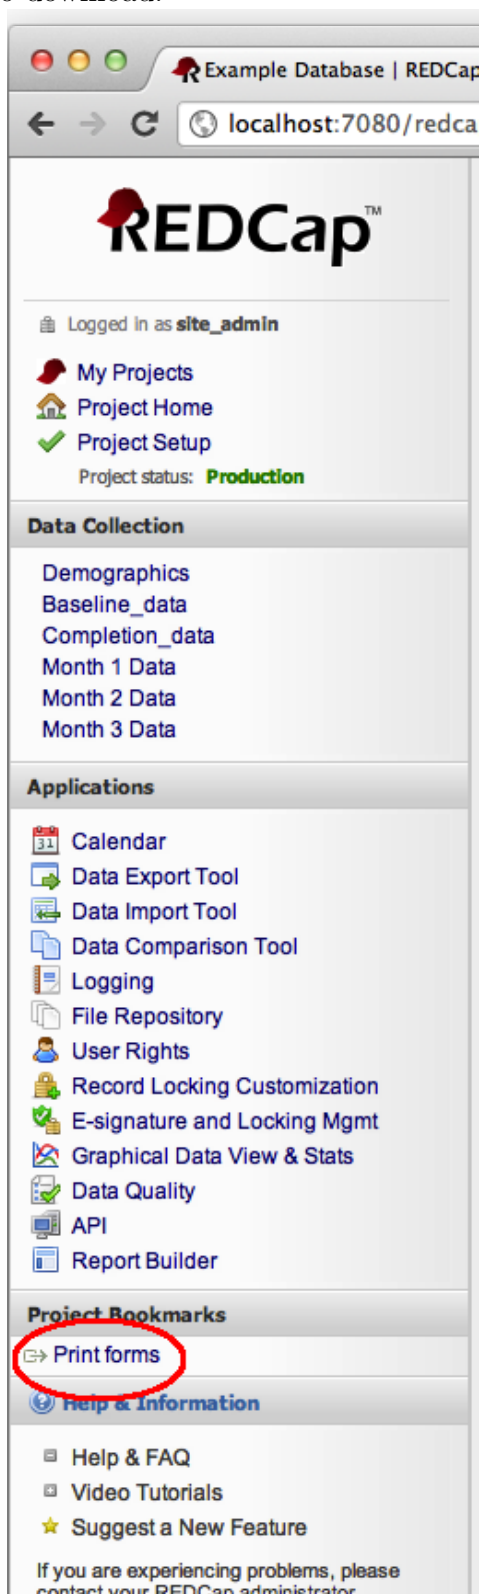 Example Database | REDCap
localhost:7080/redca
REDCap™
Logged in as site_admin
My Projects
Project Home
Project Setup
Project status: Production
Data Collection
Demographics
Baseline_data
Completion_data
Month 1 Data
Month 2 Data
Month 3 Data
Applications
31 Calendar
Data Export Tool
Data Import Tool
Data Comparison Tool
Logging
File Repository
User Rights
Record Locking Customization
E-signature and Locking Mgmt
Graphical Data View & Stats
Data Quality
API
Report Builder
Project Bookmarks
Print forms
Help & Information
Help & FAQ
Video Tutorials
Suggest a New Feature
If you are experiencing problems, please
contact your REDCap administrator